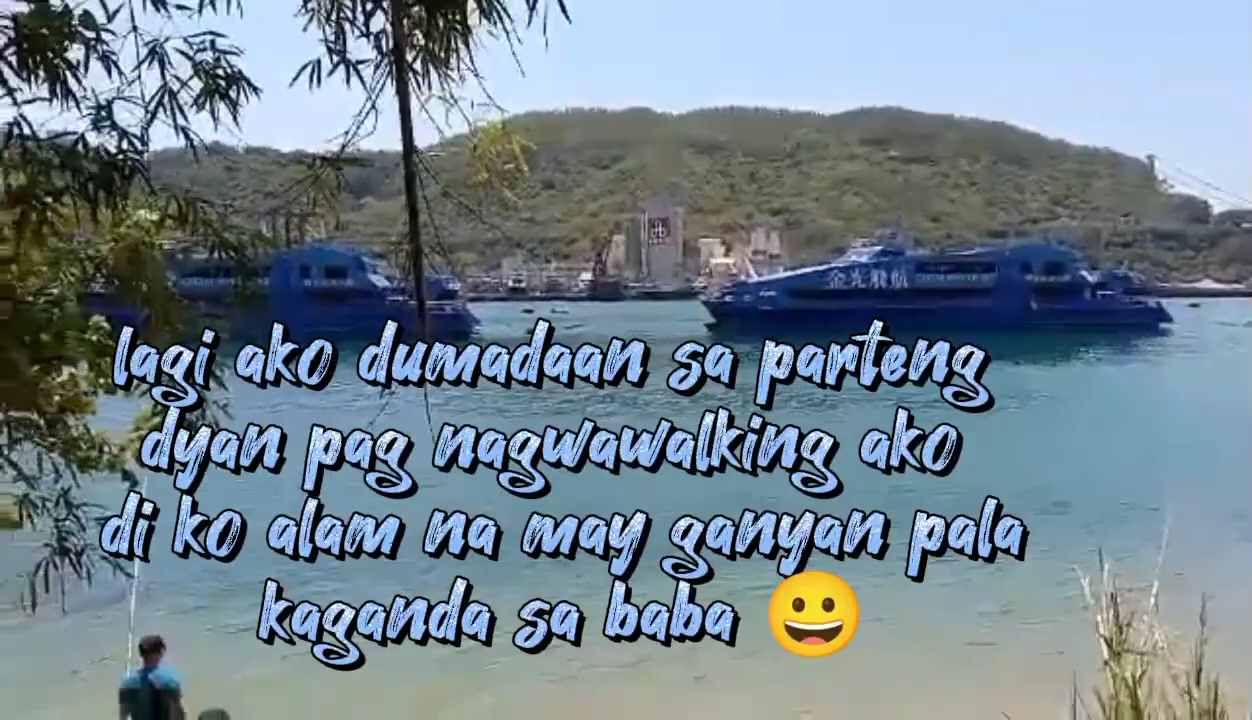 金光飛航
lagi ako dumadaan sa parteng
dyan pag nagwawalking ako
di ko alam na may ganyan pala
kaganda sa baba 😀